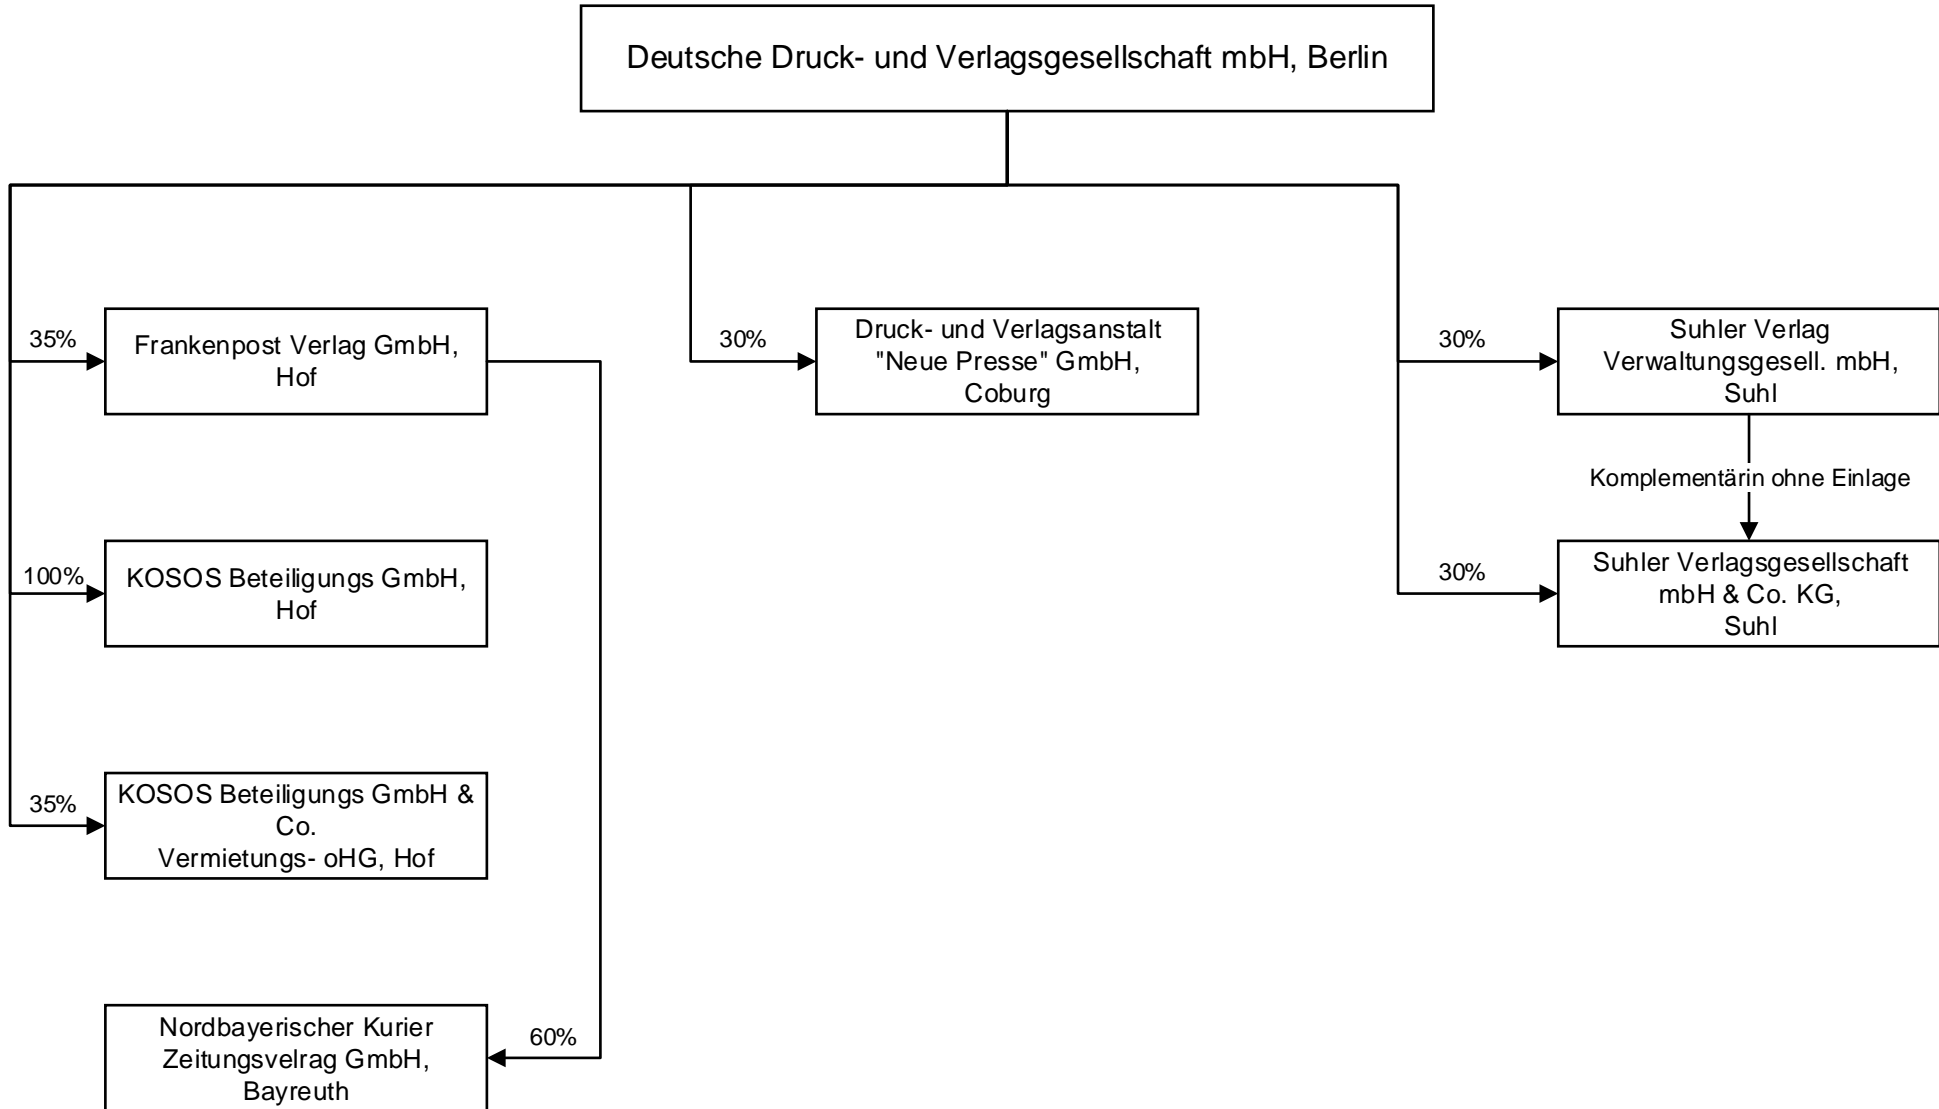 Deutsche Druck- und Verlagsgesellschaft mbH, Berlin
35%
Frankenpost Verlag GmbH,
Hof
30%
Druck- und Verlagsanstalt
"Neue Presse" GmbH,
Coburg
30%
Suhler Verlag
Verwaltungsgesell. mbH,
Suhl
Komplementärin ohne Einlage
100%
KOSOS Beteiligungs GmbH,
Hof
30%
Suhler Verlagsgesellschaft
mbH & Co. KG,
Suhl
35%
KOSOS Beteiligungs GmbH &
Co.
Vermietungs- oHG, Hof
Nordbayerischer Kurier
Zeitungsvelrag GmbH,
Bayreuth
60%